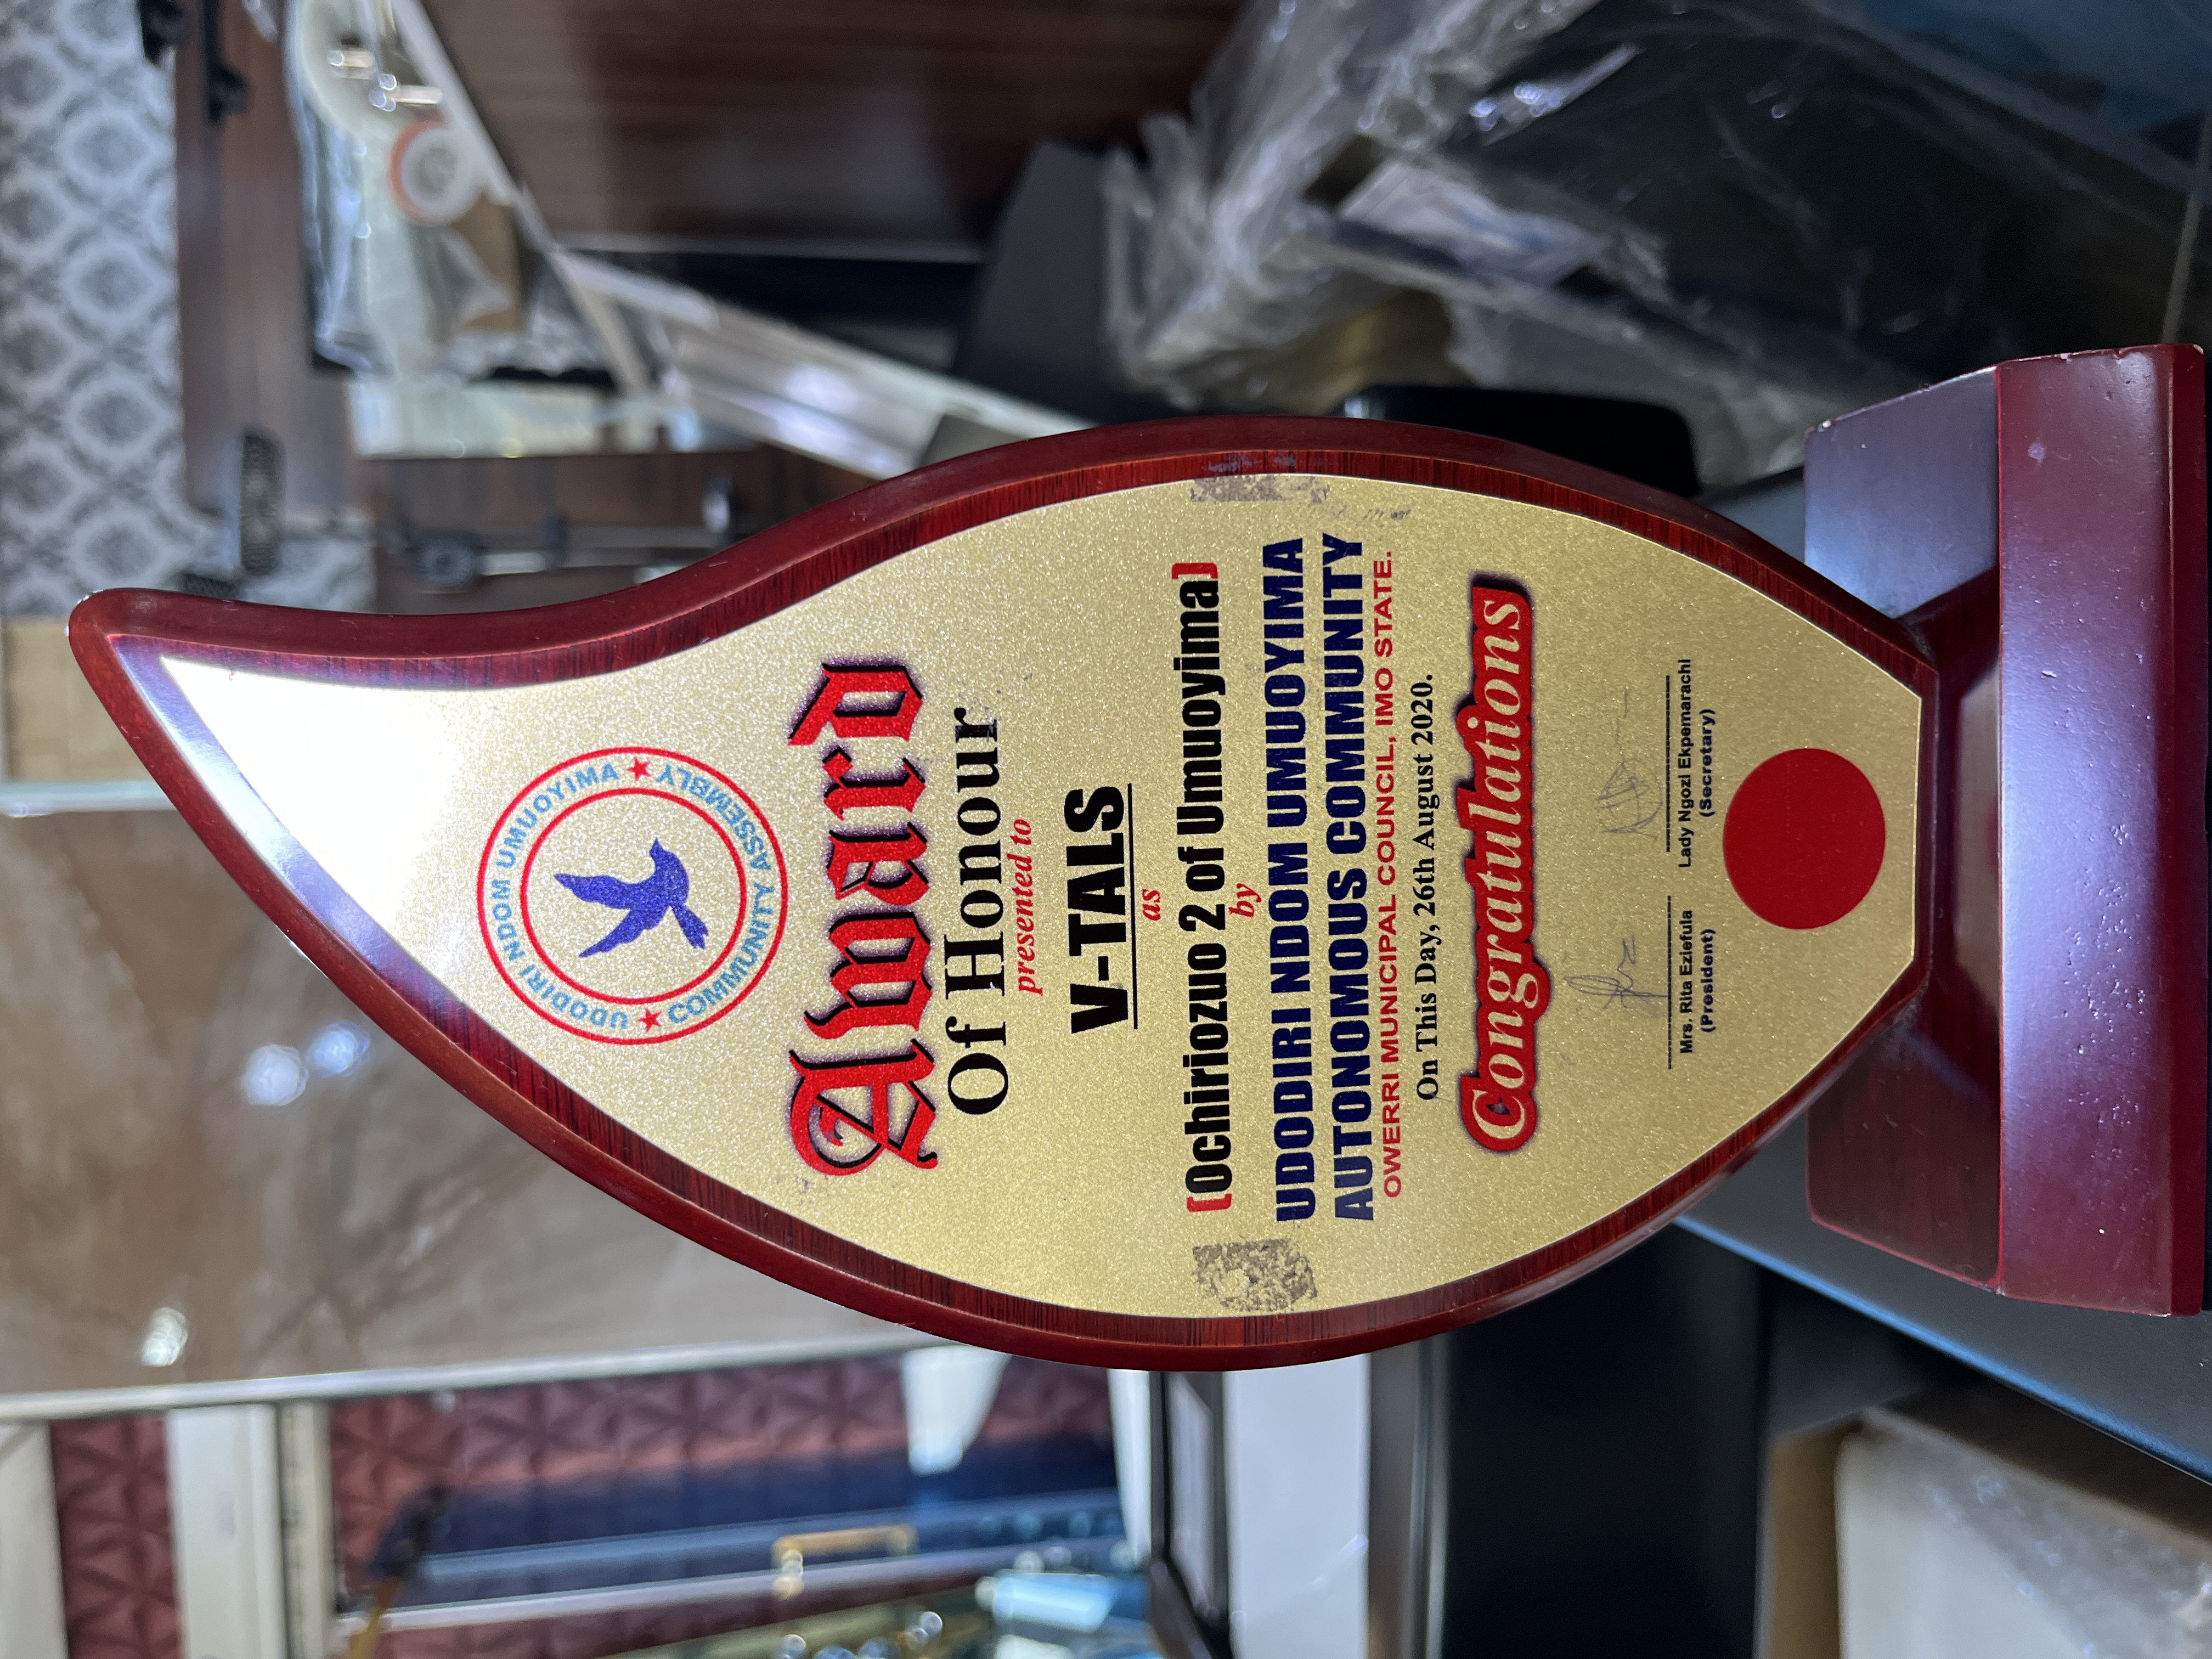 UDODIRI NDOM UMUOYIMA
COMMUNITY ASSEMBLY
Award
Of Honour
presented to
V-TALS
as
(Ochiriozuo 2 of Umuoyima)
by
UDODIRI NDOM UMUOYIMA
AUTONOMOUS COMMUNITY
OWERRI MUNICIPAL COUNCIL, IMO STATE.
On This Day, 26th August 2020.
Congratulations
Mrs. Rita Eziefula
(President)
Lady Ngozi Ekpemarachi
(Secretary)